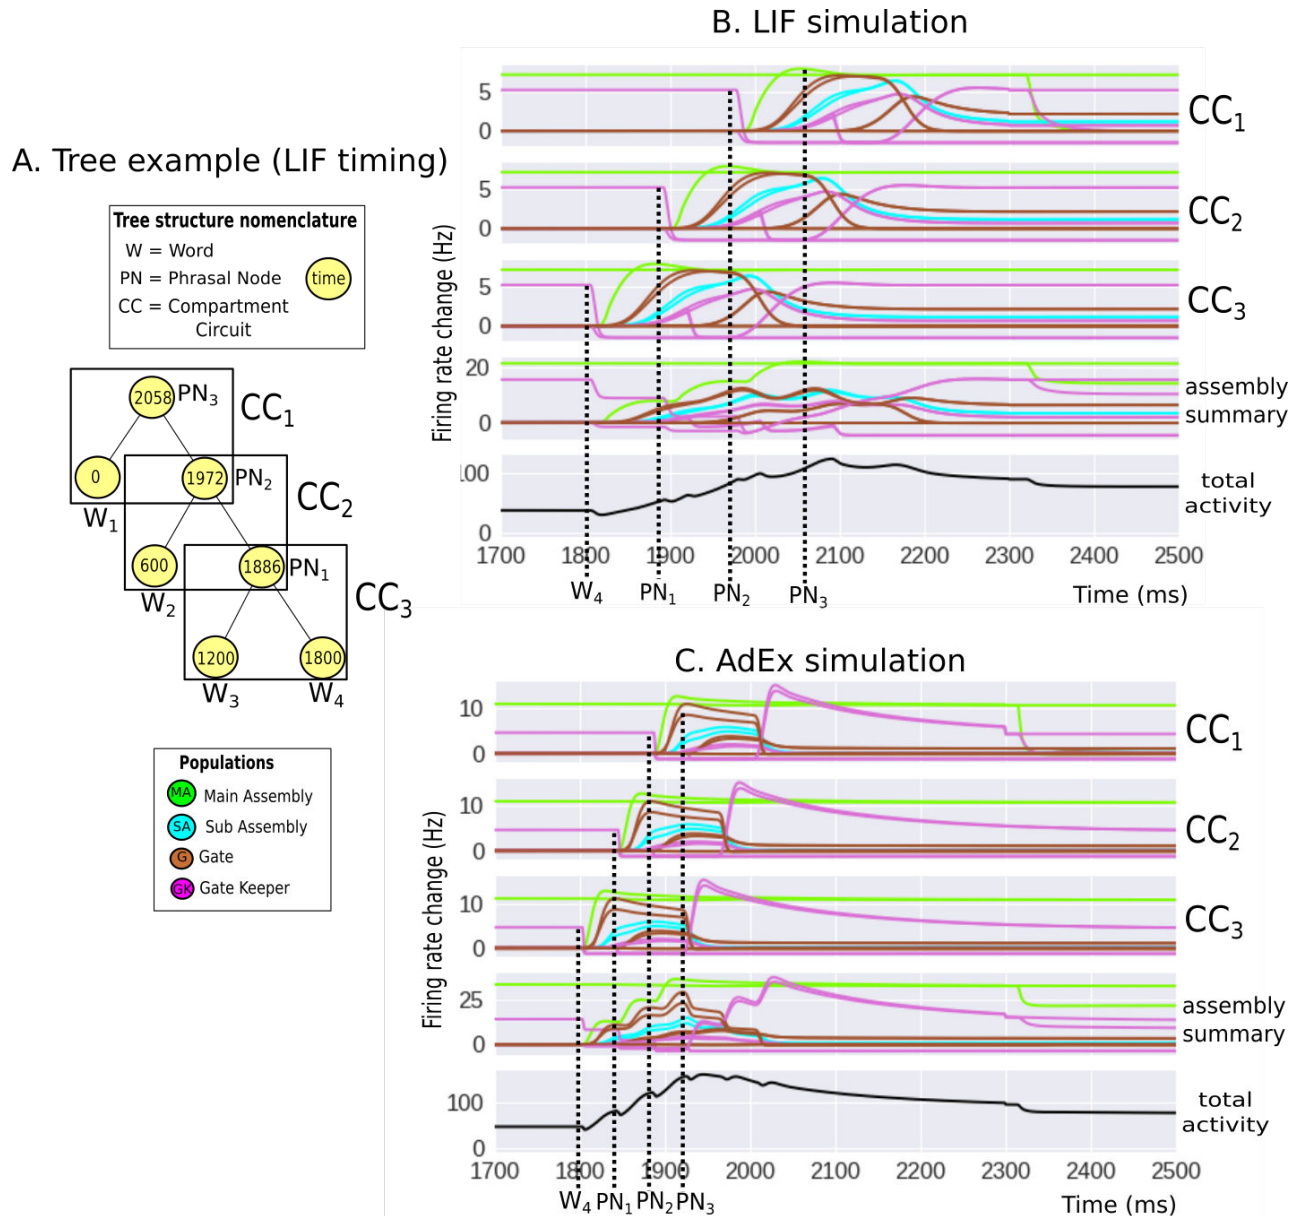 B. LIF simulation
A. Tree example (LIF timing)
Tree structure nomenclature
W = Word
PN = Phrasal Node
time
CC = Compartment
Circuit
2058
PN3
CC1
0
1972
PN2
W1
CC2
600
1886
PN1
W2
CC3
1200
1800
W3
W4
Populations
MA Main Assembly
SA Sub Assembly
G Gate
GK Gate Keeper
Firing rate change (Hz)
5
0
CC1
5
0
CC2
5
0
CC3
20
0
assembly
summary
100
0
total
activity
1700 1800 1900 2000 2100 2200 2300 2400 2500
W4 PN1 PN2 PN3 Time (ms)
C. AdEx simulation
Firing rate change (Hz)
10
0
CC1
10
0
CC2
10
0
CC3
25
0
assembly
summary
100
0
total
activity
1700 1800 1900 2000 2100 2200 2300 2400 2500
W4 PN1 PN2 PN3 Time (ms)